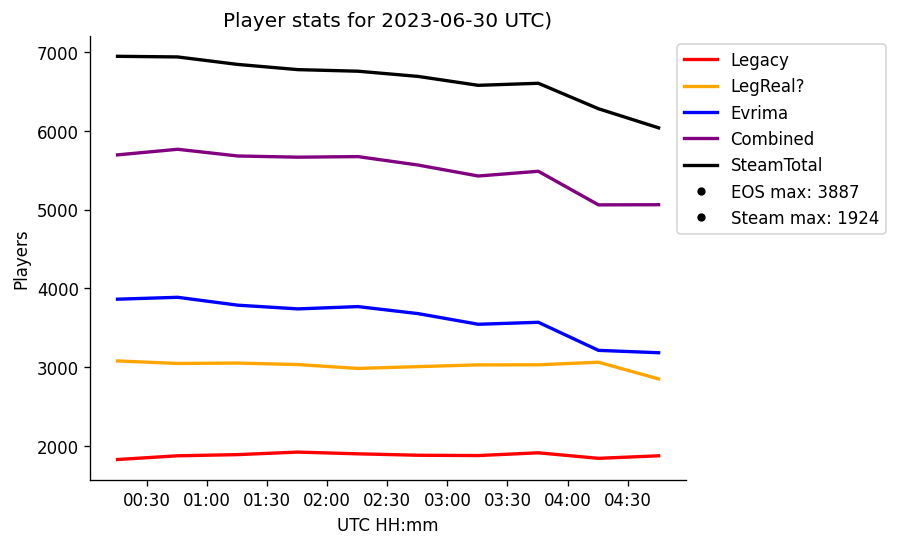 Player stats for 2023-06-30 UTC)
7000
6000
5000
4000
3000
2000
Players
00:30 01:00 01:30 02:00 02:30 03:00 03:30 04:00 04:30
UTC HH:mm
Legacy
LegReal?
Evrima
Combined
SteamTotal
EOS max: 3887
Steam max: 1924